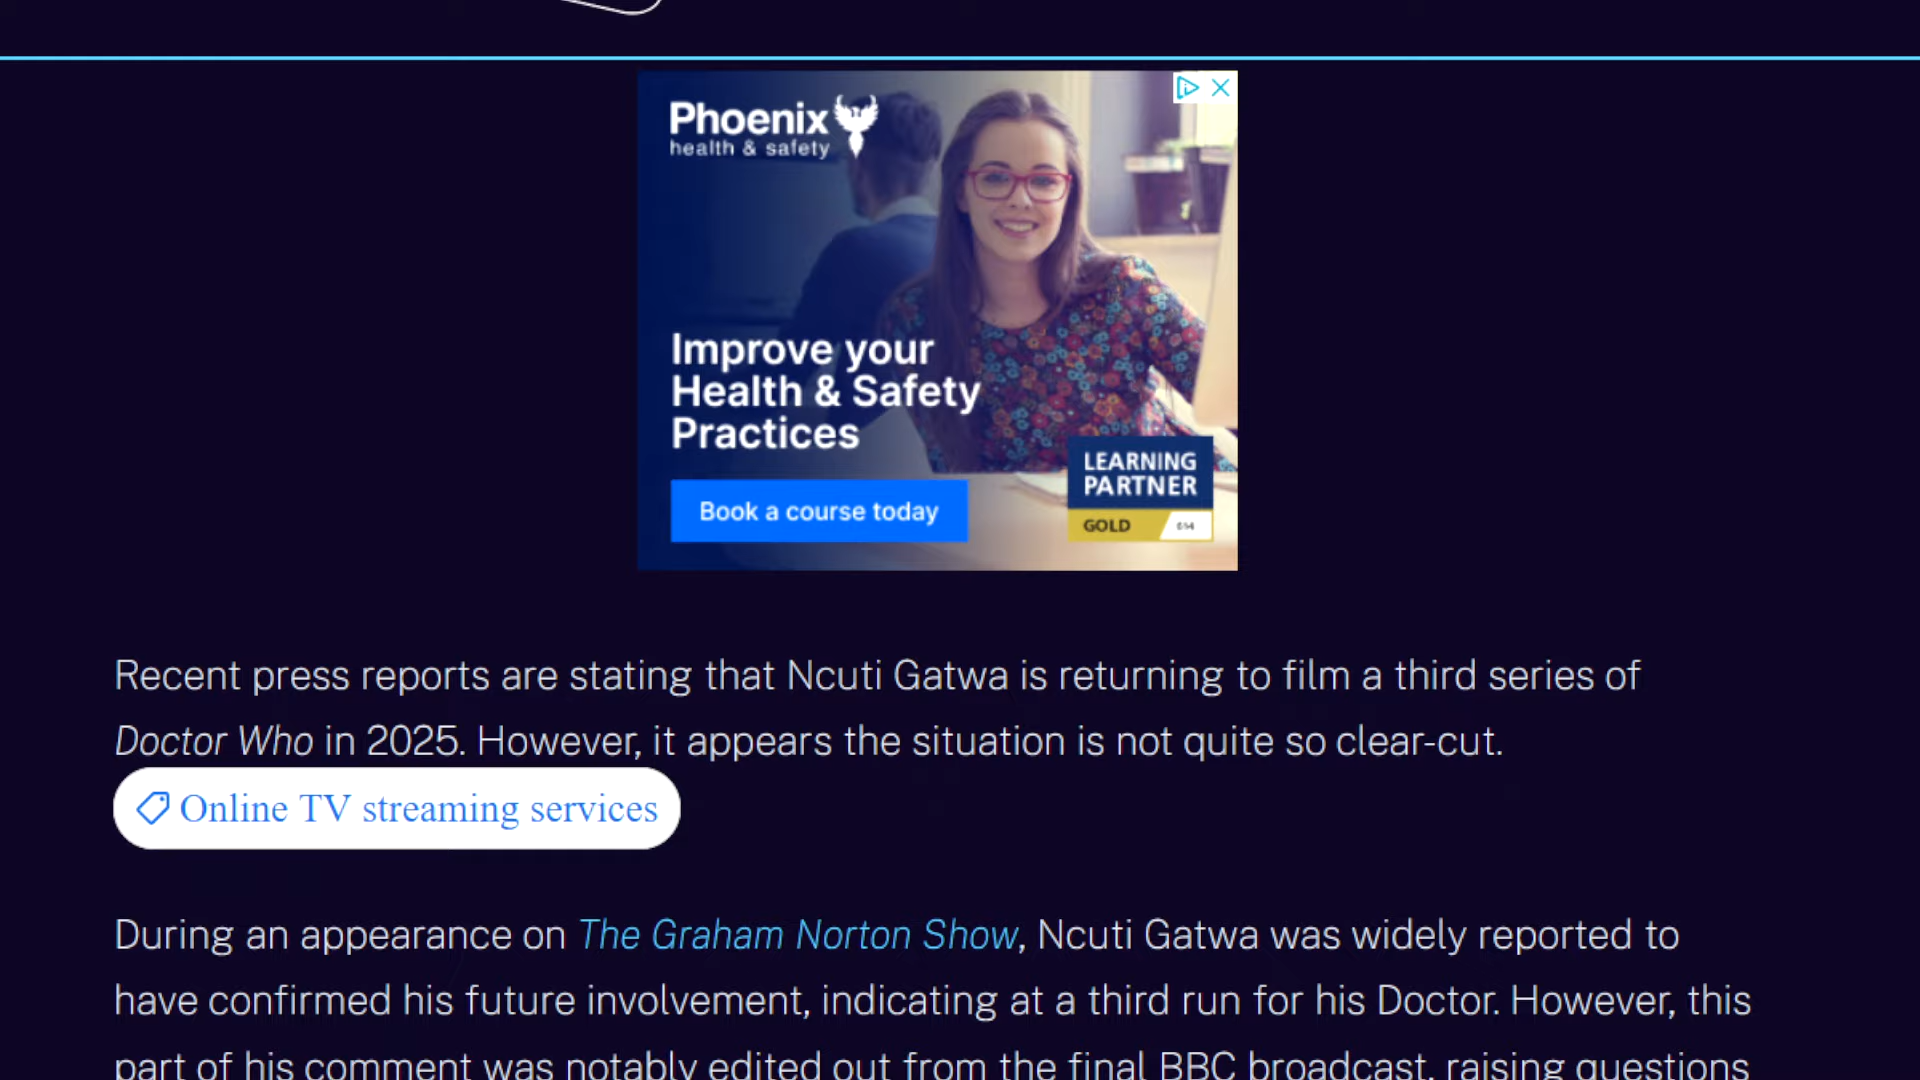 Phoenix
health & safety
Improve your
Health & Safety
Practices
Book a course today
LEARNING
PARTNER
GOLD
Recent press reports are stating that Ncuti Gatwa is returning to film a third series of
Doctor Who in 2025. However, it appears the situation is not quite so clear-cut.
Online TV streaming services
During an appearance on The Graham Norton Show, Ncuti Gatwa was widely reported to
have confirmed his future involvement, indicating at a third run for his Doctor. However, this
part of his comment was notably edited out from the final BBC broadcast, raising questions